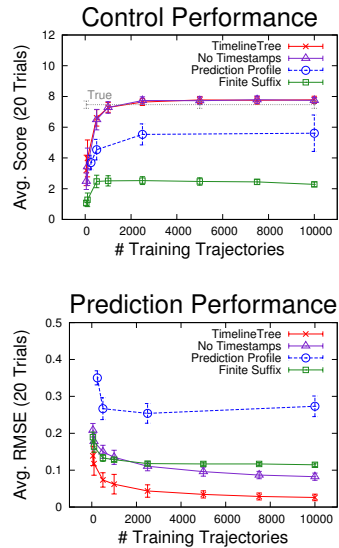 Control Performance
TimelineTree
No Timestamps
Prediction Profile
Finite Suffix
True
12
10
8
6
4
2
0
Avg. Score (20 Trials)
0 2000 4000 6000 8000 10000
# Training Trajectories
Prediction Performance
TimelineTree
No Timestamps
Prediction Profile
Finite Suffix
0.5
0.4
0.3
0.2
0.1
0
Avg. RMSE (20 Trials)
0 2000 4000 6000 8000 10000
# Training Trajectories